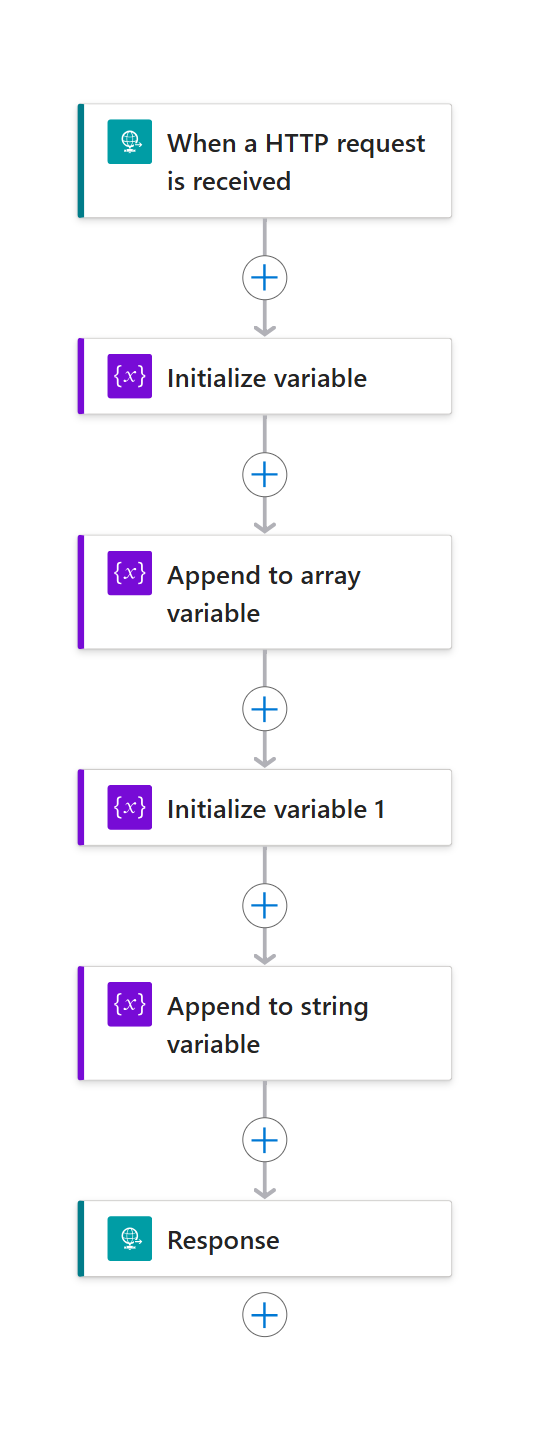 When a HTTP request
is received
{x} Initialize variable
{x} Append to array
variable
{x} Initialize variable 1
{x} Append to string
variable
Response